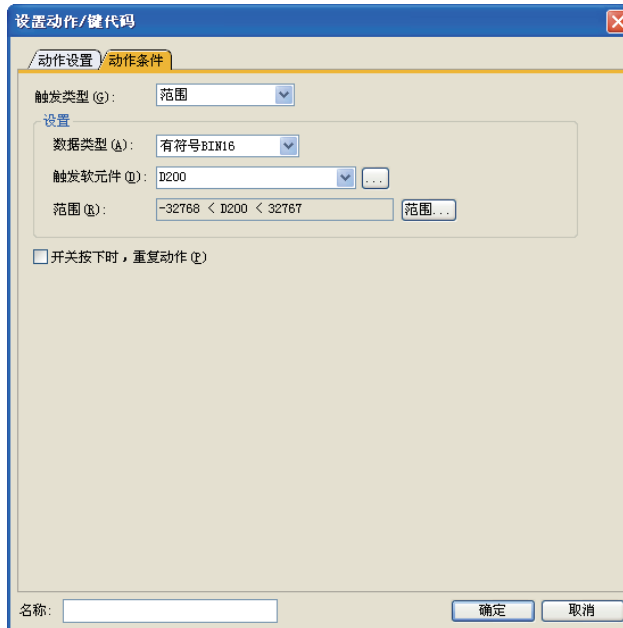 设置动作/键代码
动作设置 动作条件
触发类型(G): 范围
设置
数据类型(A): 有符号BIN16
触发软元件(D): D200 ...
范围(R): -32768 < D200 < 32767 范围...
开关按下时，重复动作(P)
名称: 确定 取消